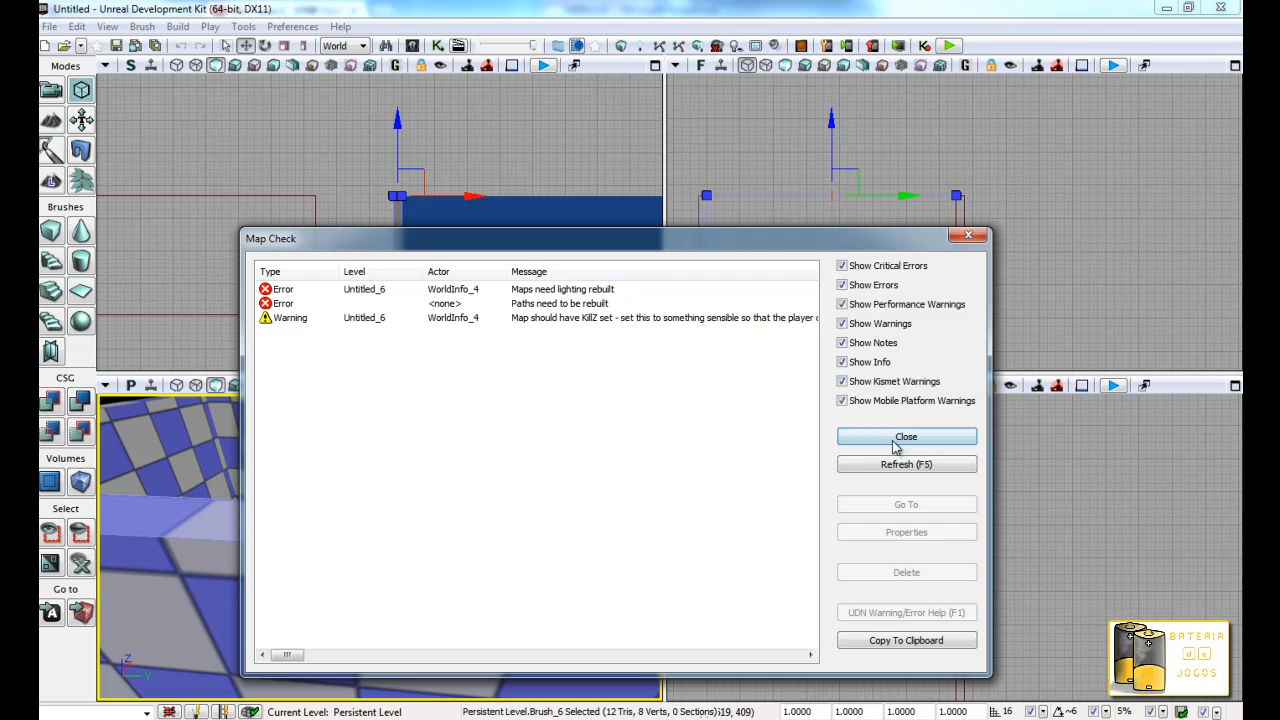 Untitled - Unreal Development Kit (64-bit, DX11)
File Edit View Brush Build Play Tools Preferences Help
World
Modes S G F G
Brushes
CSG
Volumes
Select
Go to
P
Map Check
Type Level Actor Message
Error Untitled_6 WorldInfo_4 Maps need lighting rebuilt
Error <none> Paths need to be rebuilt
Warning Untitled_6 WorldInfo_4 Map should have KillZ set - set this to something sensible so that the player
Show Critical Errors
Show Errors
Show Performance Warnings
Show Warnings
Show Notes
Show Info
Show Kismet Warnings
Show Mobile Platform Warnings
Close
Refresh (F5)
Go To
Properties
Delete
UDN Warning/Error Help (F1)
Copy To Clipboard
Z
Y
BATERIA
de
JOGOS
Current Level: Persistent Level Persistent Level.Brush_6 Selected (12 Tris, 8 Verts, 0 Sections) 519, 409) 1.0000 1.0000 1.0000 1.0000 16 ~6 5%